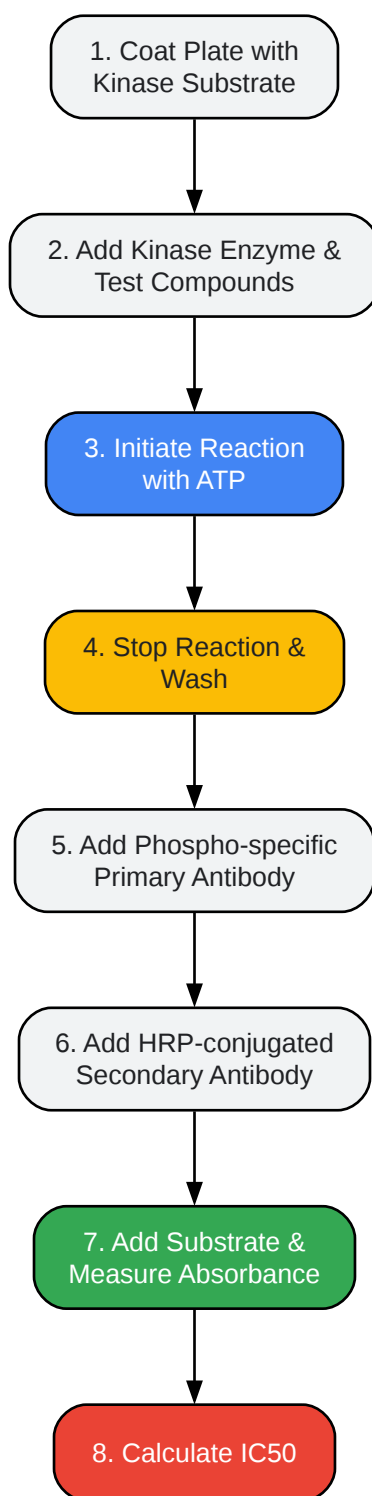 1. Coat Plate with
Kinase Substrate
2. Add Kinase Enzyme &
Test Compounds
3. Initiate Reaction
with ATP
4. Stop Reaction &
Wash
5. Add Phospho-specific
Primary Antibody
6. Add HRP-conjugated
Secondary Antibody
7. Add Substrate &
Measure Absorbance
8. Calculate IC50